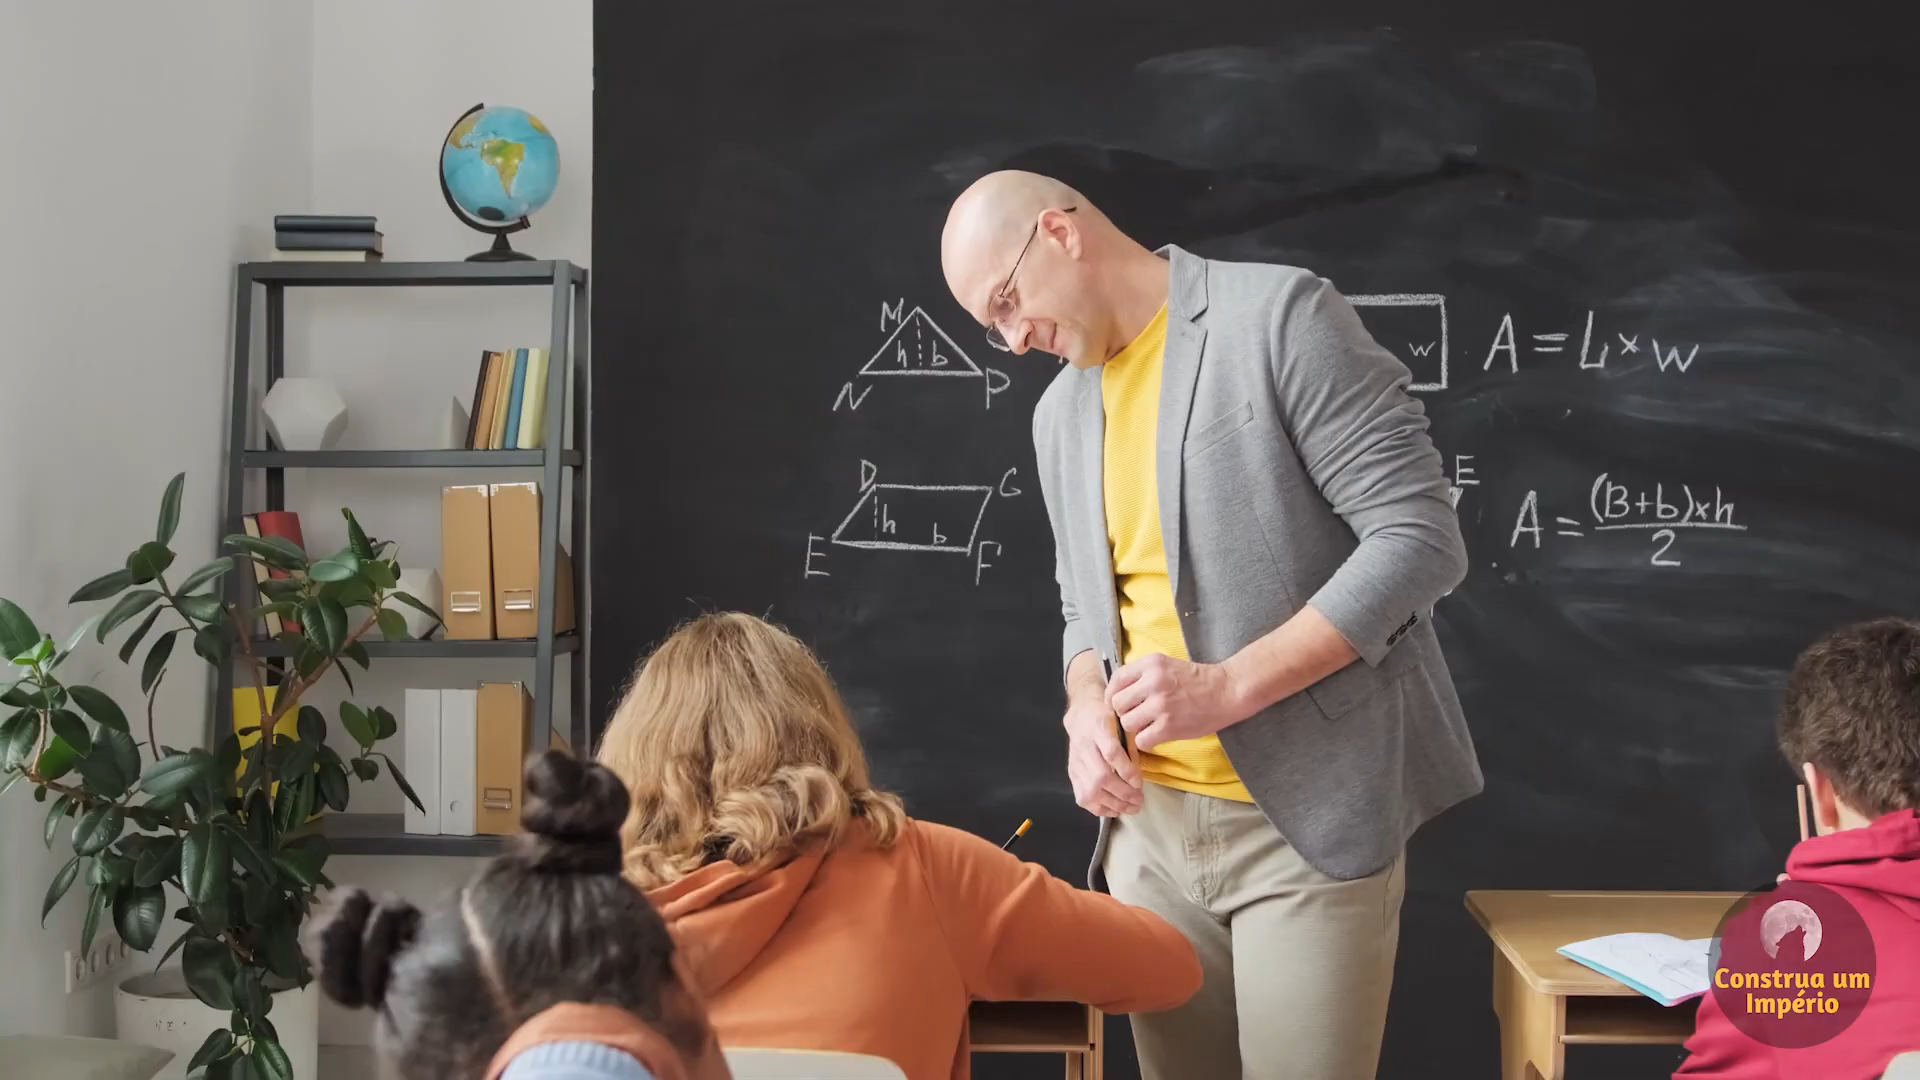 M
h b
N P
w
A = L × w
D G
h b
E F
E
A = (B+b)×h
2
Construa um
Império